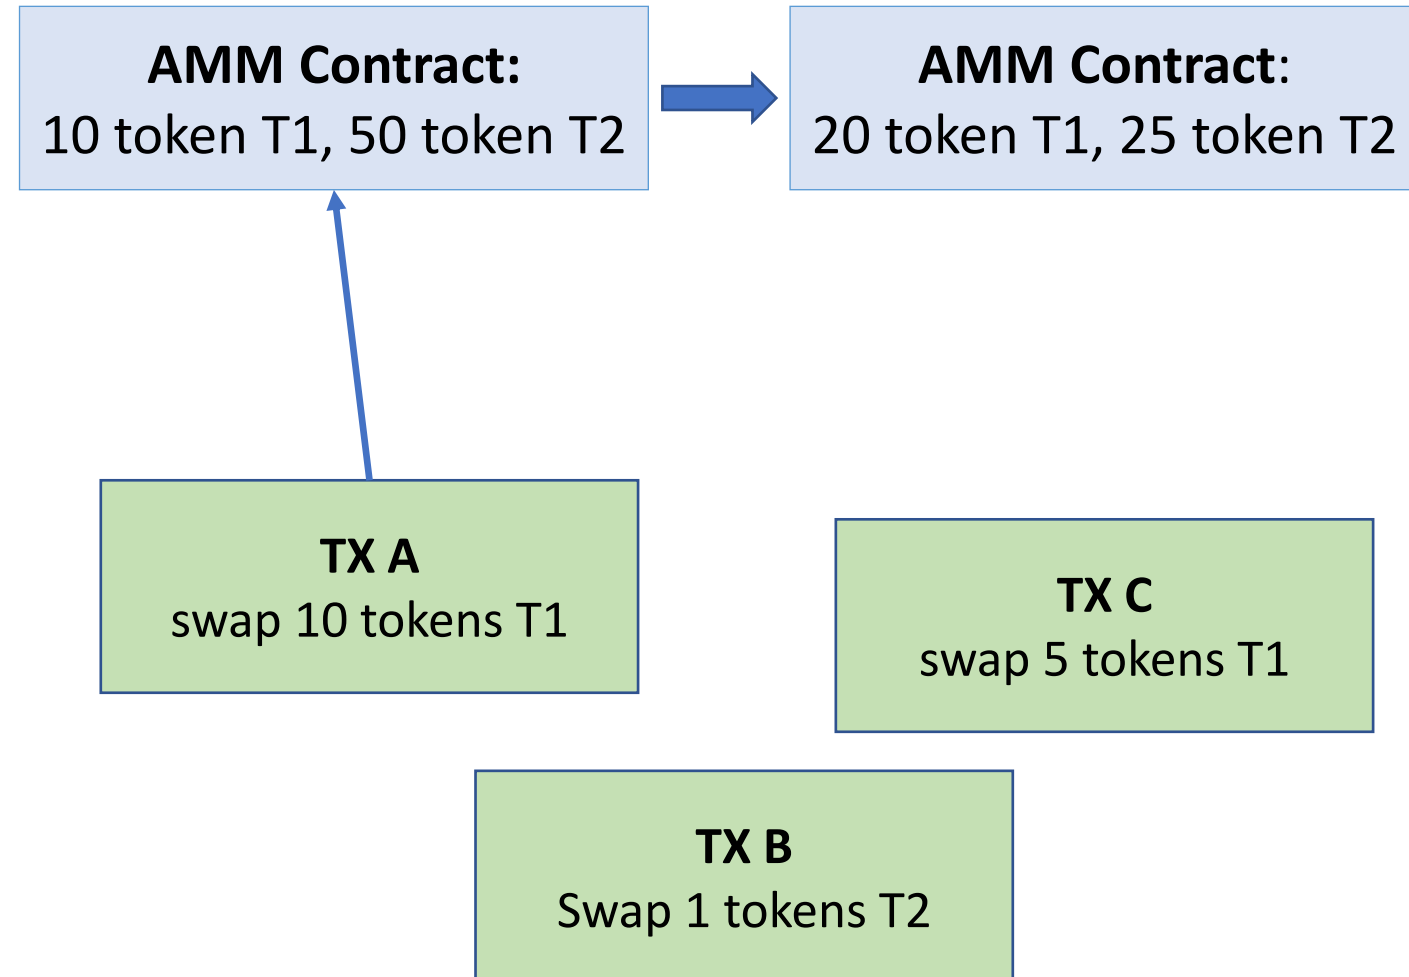 AMM Contract:
10 token T1, 50 token T2
AMM Contract:
20 token T1, 25 token T2
TX A
swap 10 tokens T1
TX C
swap 5 tokens T1
TX B
Swap 1 tokens T2